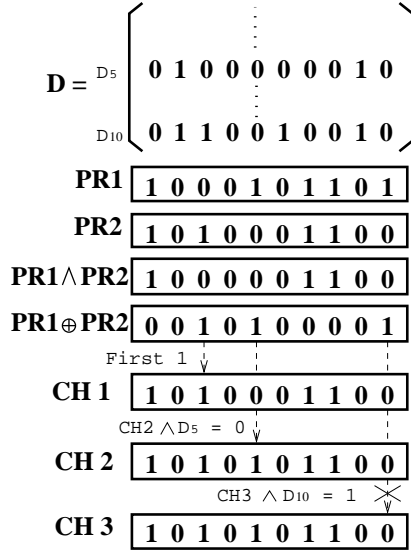 D = D5 0 1 0 0 0 0 0 0 1 0
D10 0 1 1 0 0 1 0 0 1 0
PR1 1 0 0 0 1 0 1 1 0 1
PR2 1 0 1 0 0 0 1 1 0 0
PR1∧PR2 1 0 0 0 0 0 1 1 0 0
PR1⊕PR2 0 0 1 0 1 0 0 0 0 1
First 1
CH 1 1 0 1 0 0 0 1 1 0 0
CH2 ∧D5 = 0
CH 2 1 0 1 0 1 0 1 1 0 0
CH3 ∧D10 = 1
CH 3 1 0 1 0 1 0 1 1 0 0